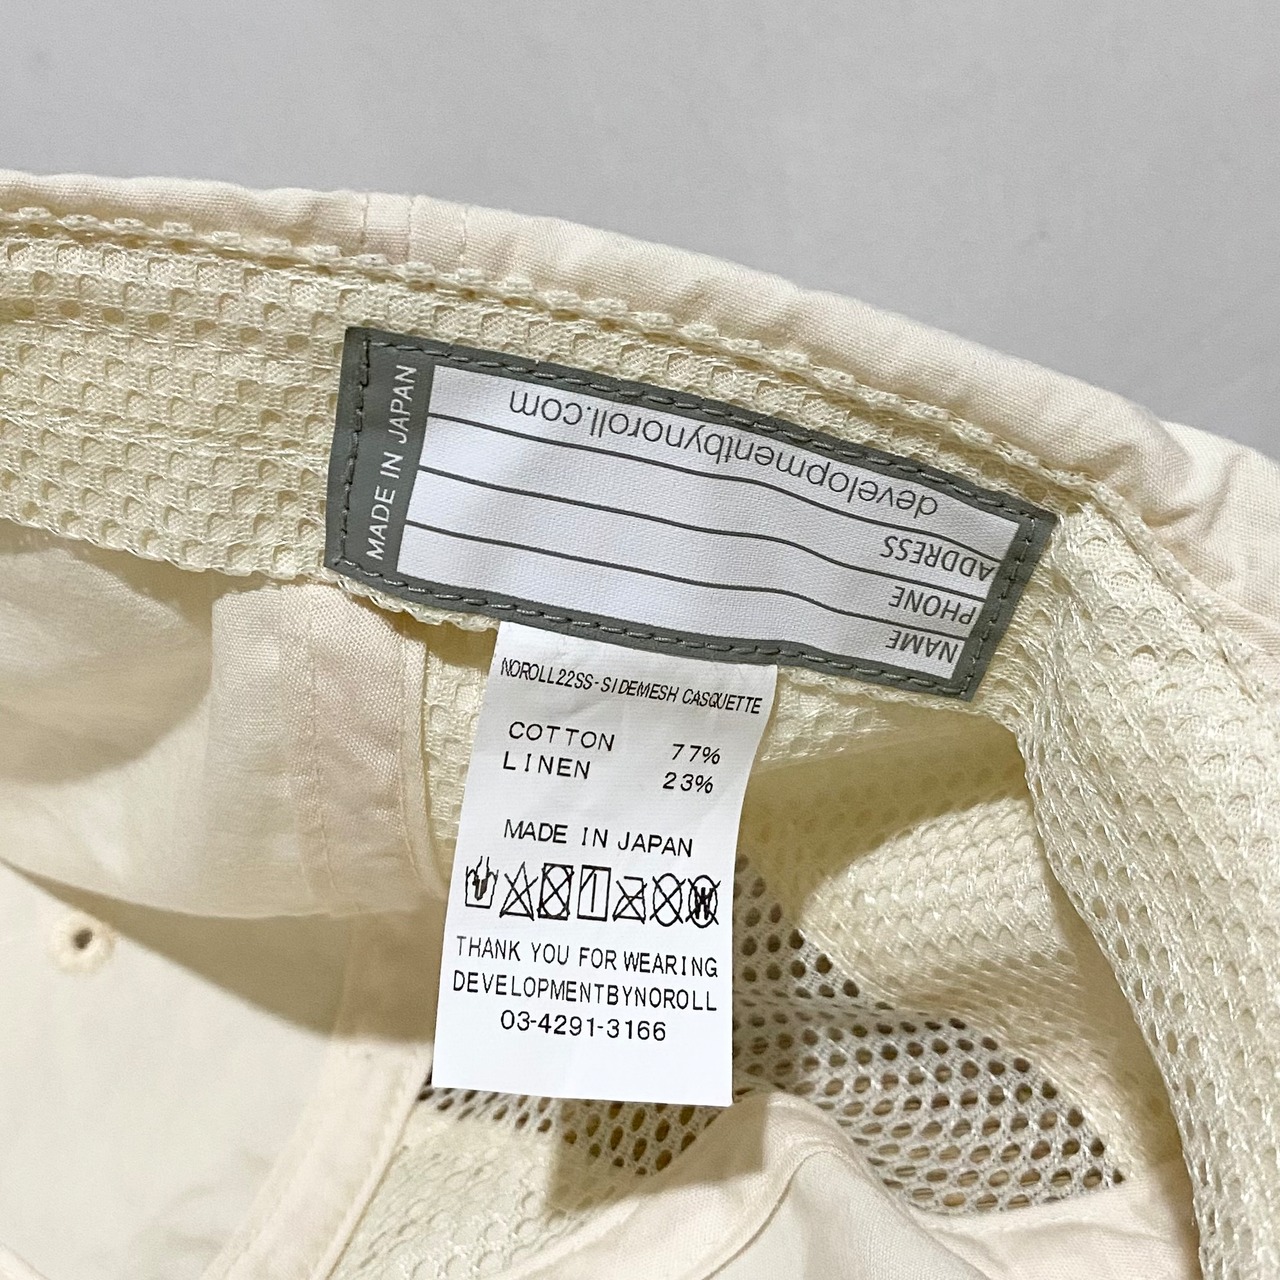 MADE IN JAPAN
developmentbynoroll.com
ADDRESS
PHONE
NAME
NOROLL22SS-SIDEMESH CASQUETTE
COTTON 77%
LINEN 23%
MADE IN JAPAN
W
THANK YOU FOR WEARING
DEVELOPMENTBYNOROLL
03-4291-3166